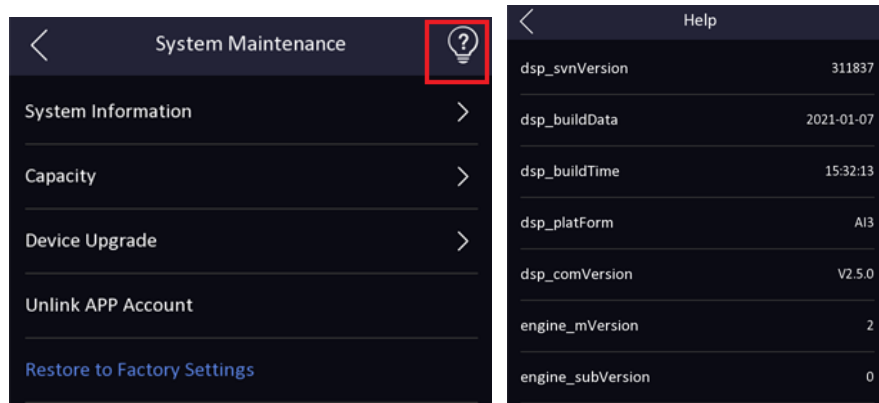 System Maintenance
?
System Information
Capacity
Device Upgrade
Unlink APP Account
Restore to Factory Settings
Help
dsp_svnVersion 311837
dsp_buildData 2021-01-07
dsp_buildTime 15:32:13
dsp_platForm AI3
dsp_comVersion V2.5.0
engine_mVersion 2
engine_subVersion 0